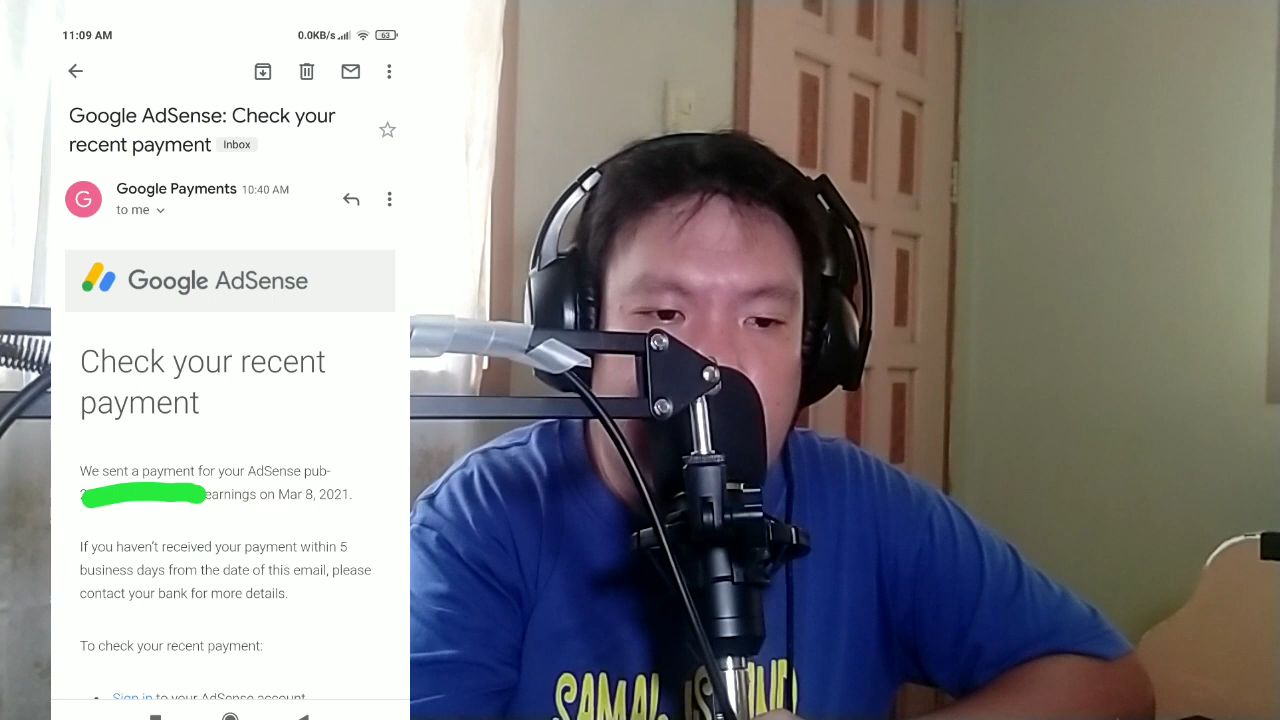 11:09 AM
0.0KB/s
63
Google AdSense: Check your
recent payment Inbox
G
Google Payments 10:40 AM
to me
Google AdSense
Check your recent
payment
We sent a payment for your AdSense pub-
earnings on Mar 8, 2021.
If you haven't received your payment within 5
business days from the date of this email, please
contact your bank for more details.
To check your recent payment:
Sign in to your AdSense account
SAMAL ISLAND